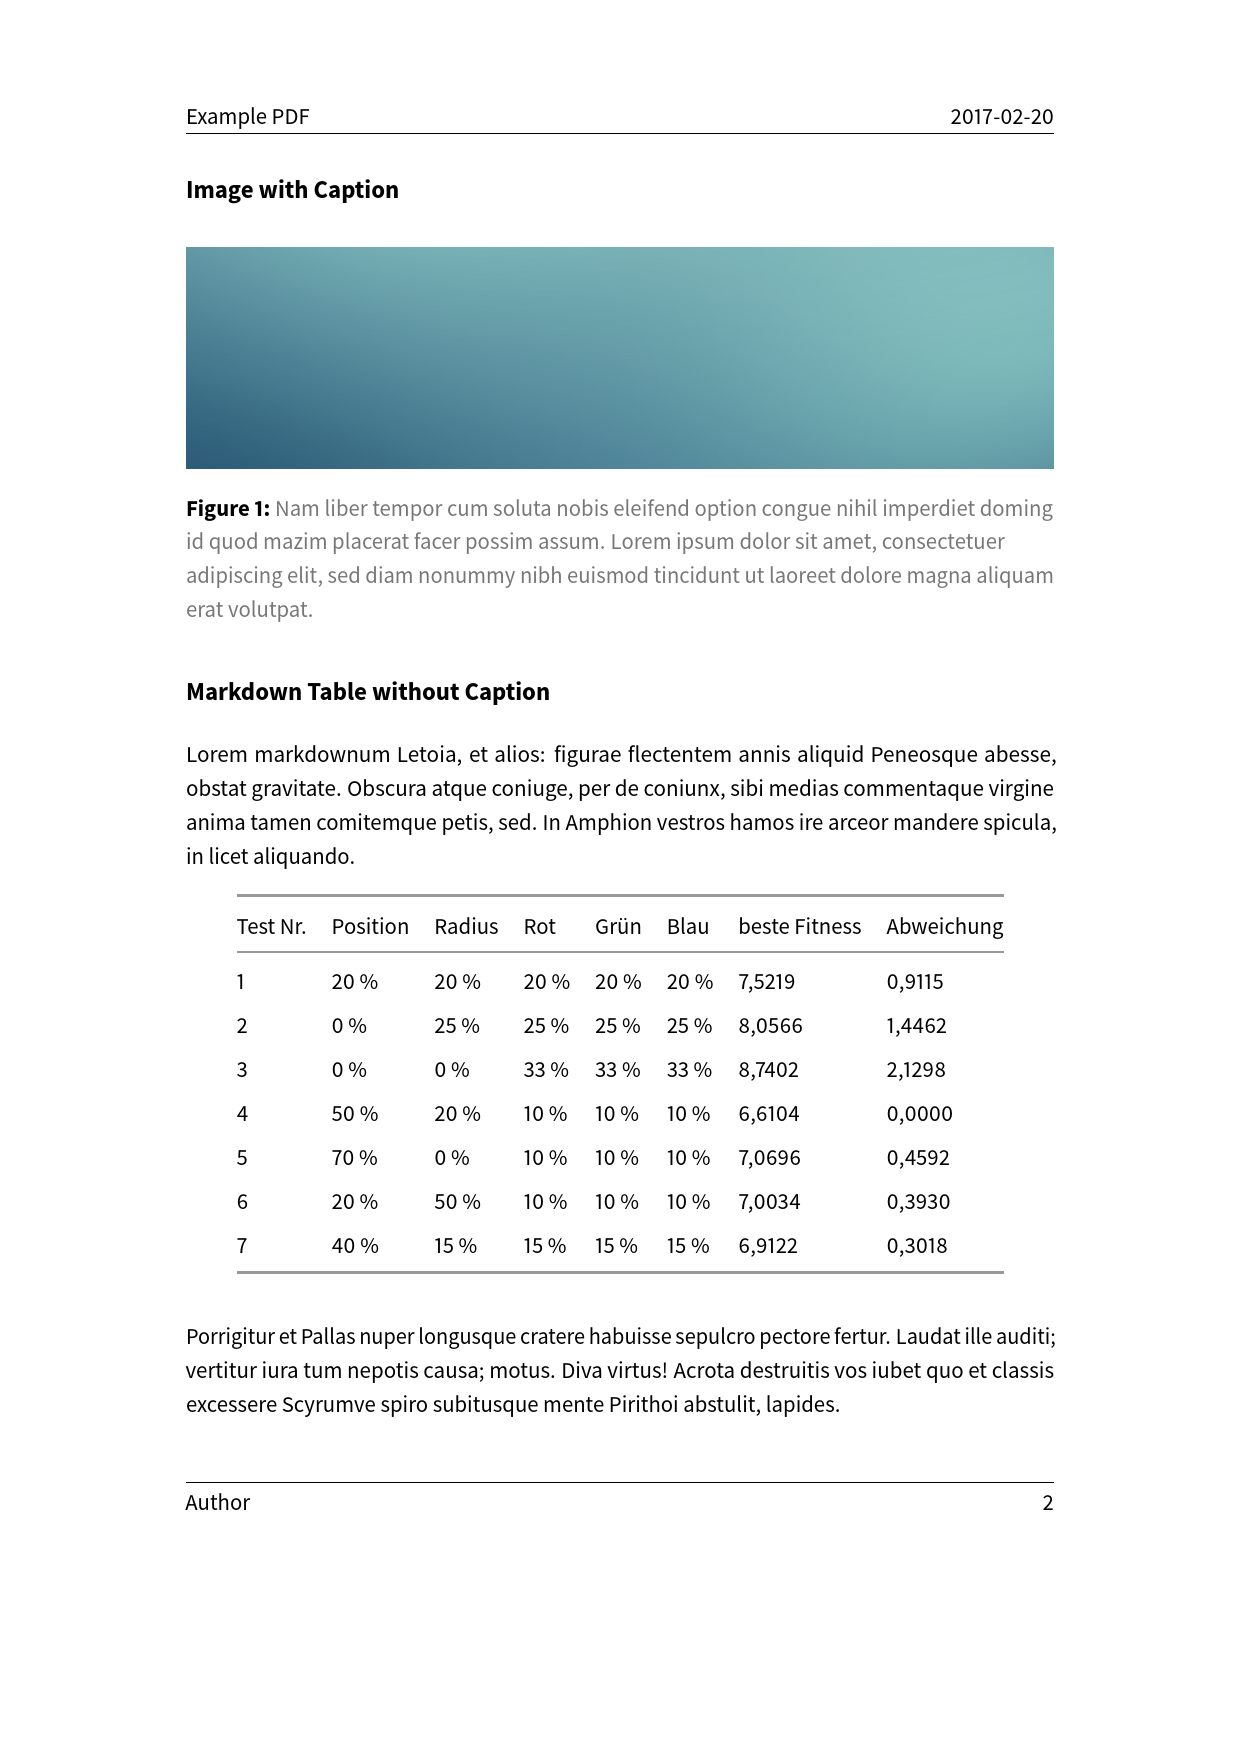 Example PDF 2017-02-20
Image with Caption
Figure 1: Nam liber tempor cum soluta nobis eleifend option congue nihil imperdiet doming
id quod mazim placerat facer possim assum. Lorem ipsum dolor sit amet, consectetuer
adipiscing elit, sed diam nonummy nibh euismod tincidunt ut laoreet dolore magna aliquam
erat volutpat.
Markdown Table without Caption
Lorem markdownum Letoia, et alios: figurae flectentem annis aliquid Peneosque abesse,
obstat gravitate. Obscura atque coniuge, per de coniunx, sibi medias commentaque virgine
anima tamen comitemque petis, sed. In Amphion vestros hamos ire arceor mandere spicula,
in licet aliquando.
Test Nr. Position Radius Rot Grün Blau beste Fitness Abweichung
1 20 % 20 % 20 % 20 % 20 % 7,5219 0,9115
2 0 % 25 % 25 % 25 % 25 % 8,0566 1,4462
3 0 % 0 % 33 % 33 % 33 % 8,7402 2,1298
4 50 % 20 % 10 % 10 % 10 % 6,6104 0,0000
5 70 % 0 % 10 % 10 % 10 % 7,0696 0,4592
6 20 % 50 % 10 % 10 % 10 % 7,0034 0,3930
7 40 % 15 % 15 % 15 % 15 % 6,9122 0,3018
Porrigitur et Pallas nuper longusque cratere habuisse sepulcro pectore fertur. Laudat ille auditi;
vertitur iura tum nepotis causa; motus. Diva virtus! Acrota destruitis vos iubet quo et classis
excessere Scyrumve spiro subitusque mente Pirithoi abstulit, lapides.
Author 2